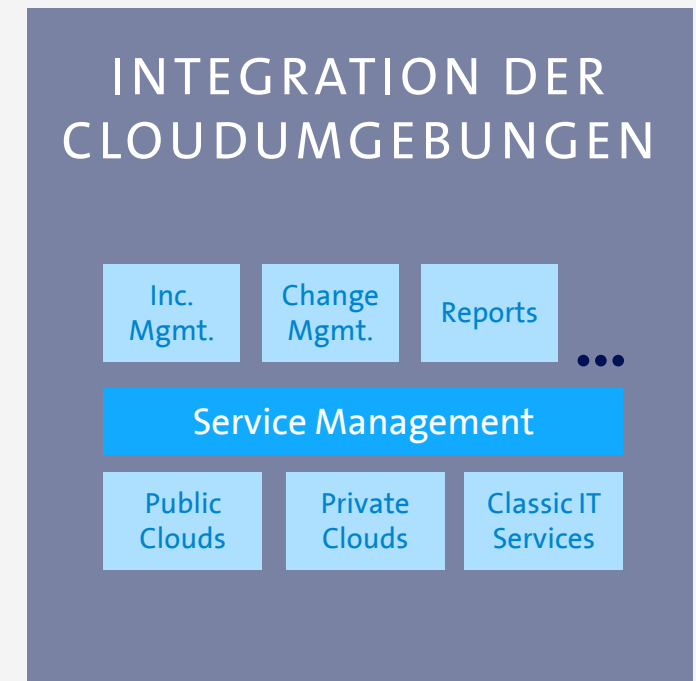 INTEGRATION DER
CLOUDUMGEBUNGEN
Inc.
Mgmt.
Change
Mgmt.
Reports
...
Service Management
Public
Clouds
Private
Clouds
Classic IT
Services